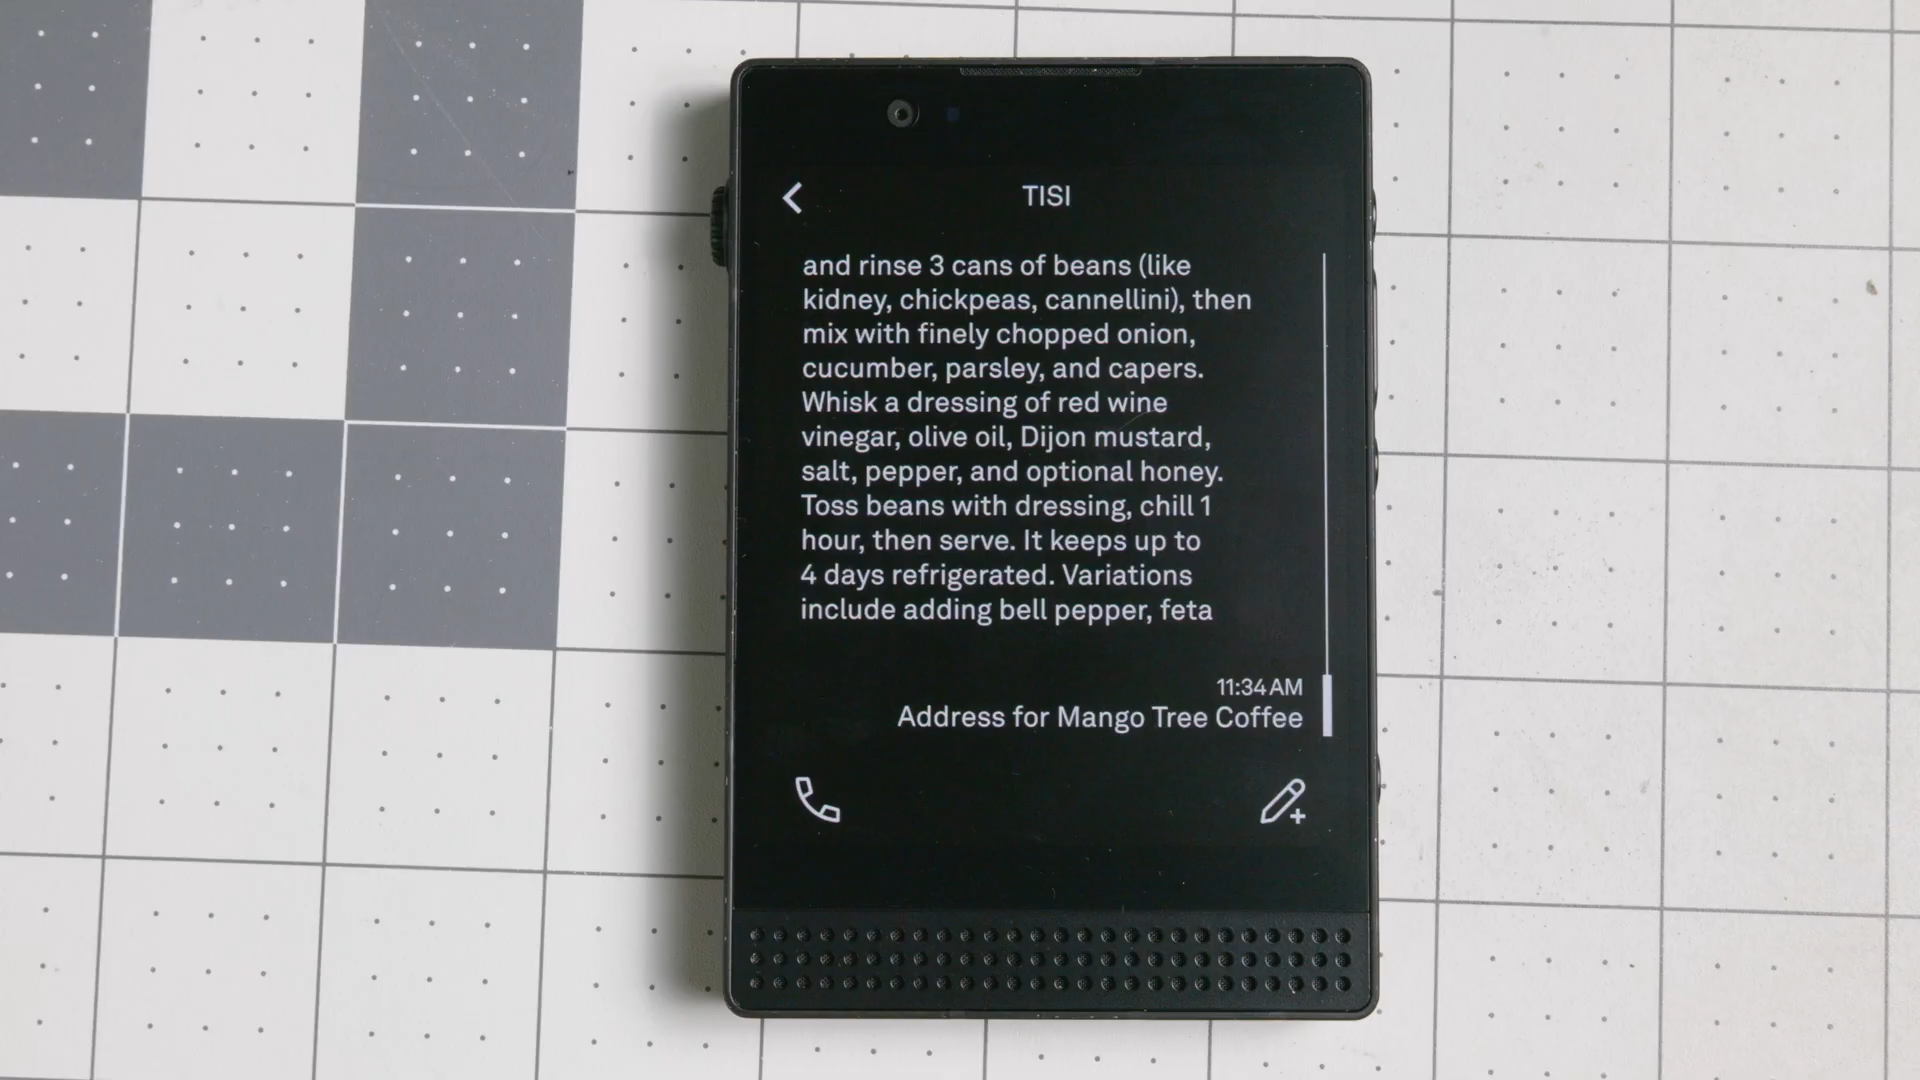 TISI
and rinse 3 cans of beans (like
kidney, chickpeas, cannellini), then
mix with finely chopped onion,
cucumber, parsley, and capers.
Whisk a dressing of red wine
vinegar, olive oil, Dijon mustard,
salt, pepper, and optional honey.
Toss beans with dressing, chill 1
hour, then serve. It keeps up to
4 days refrigerated. Variations
include adding bell pepper, feta
11:34 AM
Address for Mango Tree Coffee